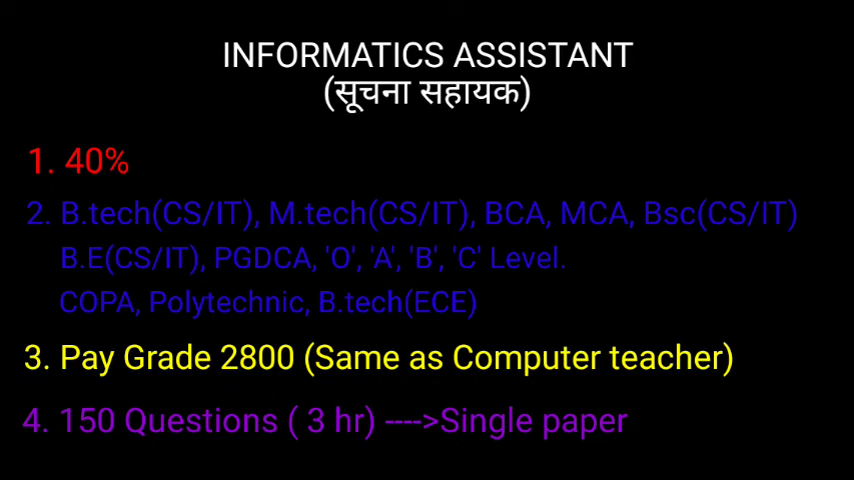 INFORMATICS ASSISTANT
(सूचना सहायक)
1. 40%
2. B.tech(CS/IT), M.tech(CS/IT), BCA, MCA, Bsc(CS/IT)
B.E(CS/IT), PGDCA, 'O', 'A', 'B', 'C' Level.
COPA, Polytechnic, B.tech(ECE)
3. Pay Grade 2800 (Same as Computer teacher)
4. 150 Questions ( 3 hr) ---->Single paper